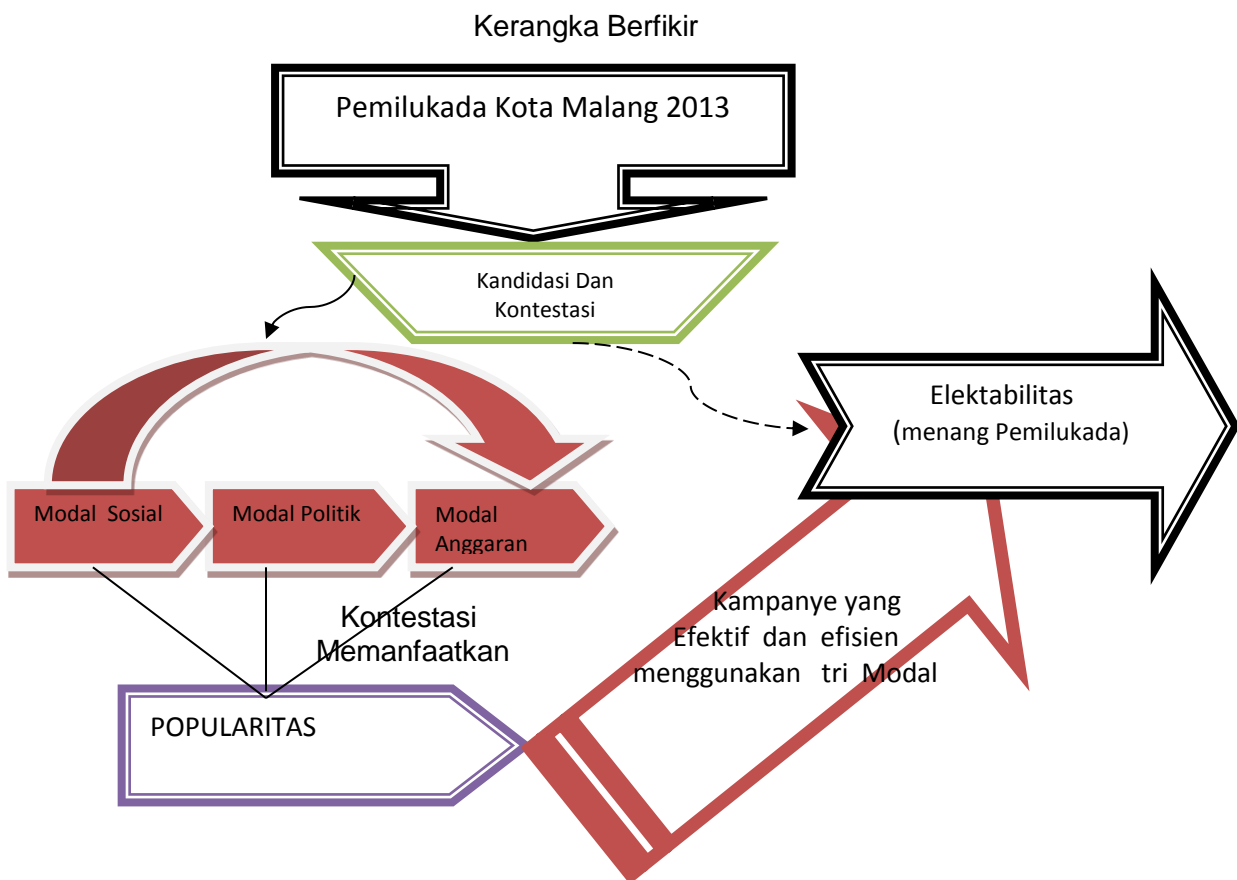 Kerangka Berfikir
Pemilukada Kota Malang 2013
Kandidasi Dan
Kontestasi
Elektabilitas
(menang Pemilukada)
Modal Sosial
Modal Politik
Modal
Anggaran
Kontestasi
Memanfaatkan
Kampanye yang
Efektif dan efisien
menggunakan tri Modal
POPULARITAS